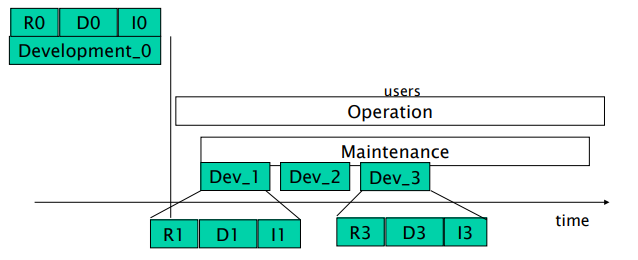 R0 D0 I0
Development_0
users
Operation
Maintenance
Dev_1 Dev_2 Dev_3
time
R1 D1 I1 R3 D3 I3